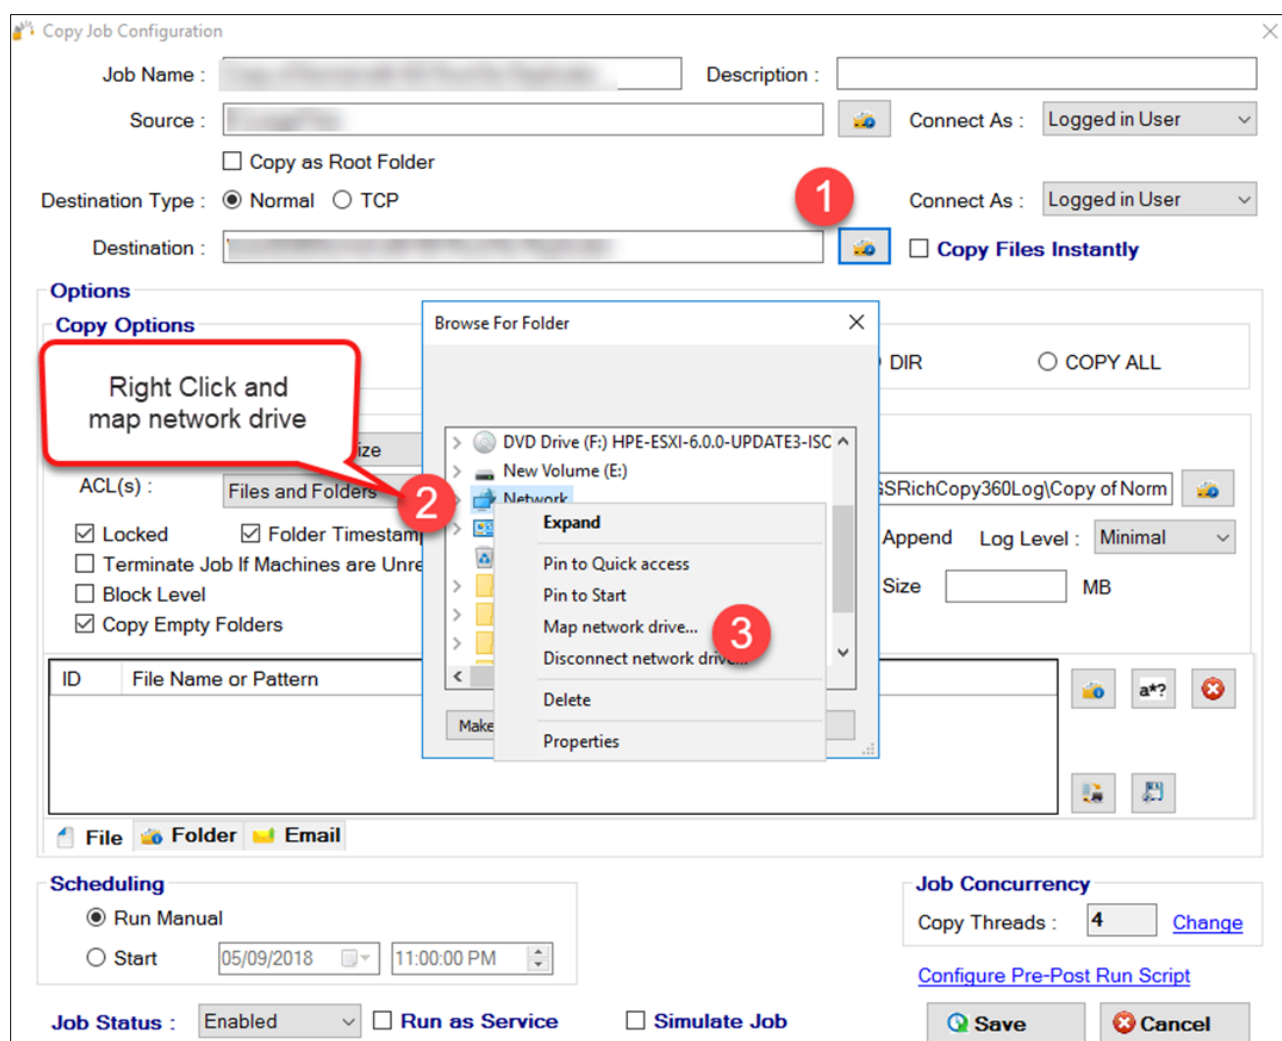 Copy Job Configuration
Job Name :
Description :
Source :
Connect As : Logged in User
Copy as Root Folder
Destination Type : Normal TCP
1
Connect As : Logged in User
Destination :
Copy Files Instantly
Options
Copy Options
Browse For Folder
DIR
COPY ALL
Right Click and
map network drive
DVD Drive (F:) HPE-ESXI-6.0.0-UPDATE3-ISC
New Volume (E:)
Network
ize
ACL(s) : Files and Folders
2
SRichCopy360Log\Copy of Norm
Expand
Locked Folder Timestam
Append Log Level : Minimal
Pin to Quick access
Terminate Job If Machines are Unre
Block Level
Pin to Start
Size MB
Copy Empty Folders
Map network drive...
3
Disconnect network drive...
ID File Name or Pattern
Delete
a*?
Make
Properties
File Folder Email
Scheduling
Run Manual
Start 05/09/2018 11:00:00 PM
Job Concurrency
Copy Threads : 4 Change
Configure Pre-Post Run Script
Job Status : Enabled Run as Service Simulate Job
Save Cancel